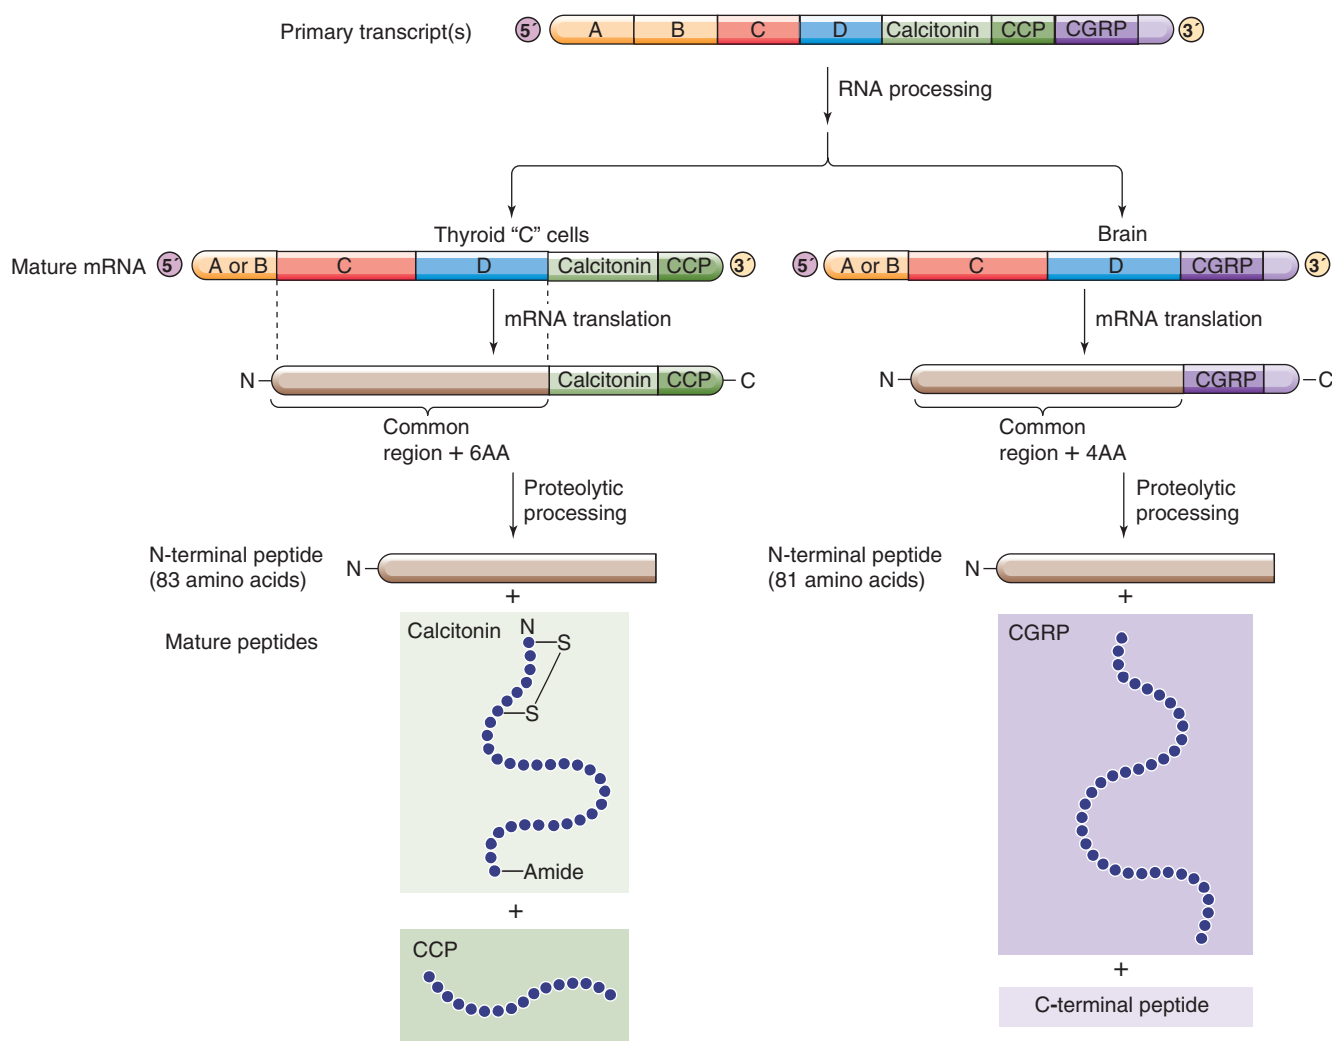 Primary transcript(s)
5´ A B C D Calcitonin CCP CGRP 3´
RNA processing
Thyroid “C” cells
Brain
Mature mRNA
5´ A or B C D Calcitonin CCP 3´
5´ A or B C D CGRP 3´
mRNA translation
mRNA translation
N Calcitonin CCP C
N CGRP C
Common
region + 6AA
Common
region + 4AA
Proteolytic
processing
Proteolytic
processing
N-terminal peptide
(83 amino acids)
N
N-terminal peptide
(81 amino acids)
N
+
+
Mature peptides
Calcitonin
N
S
S
Amide
CGRP
+
CCP
+
C-terminal peptide